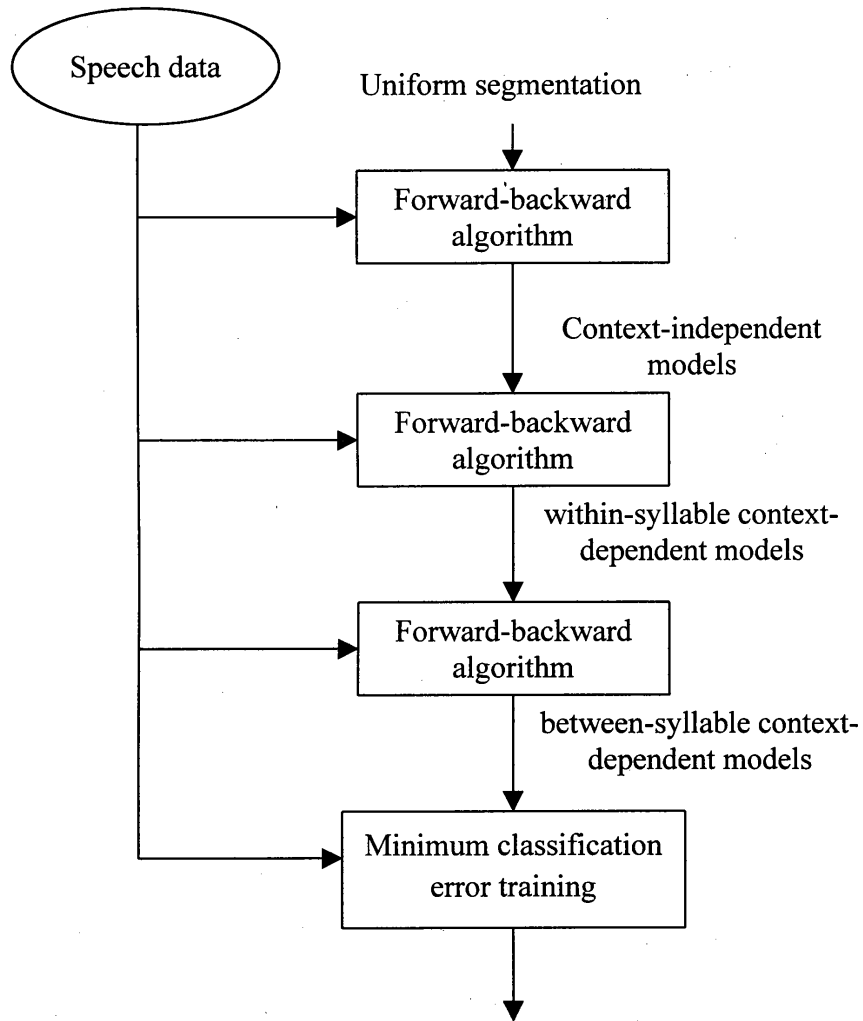 Speech data
Uniform segmentation
Forward-backward
algorithm
Context-independent
models
Forward-backward
algorithm
within-syllable context-
dependent models
Forward-backward
algorithm
between-syllable context-
dependent models
Minimum classification
error training